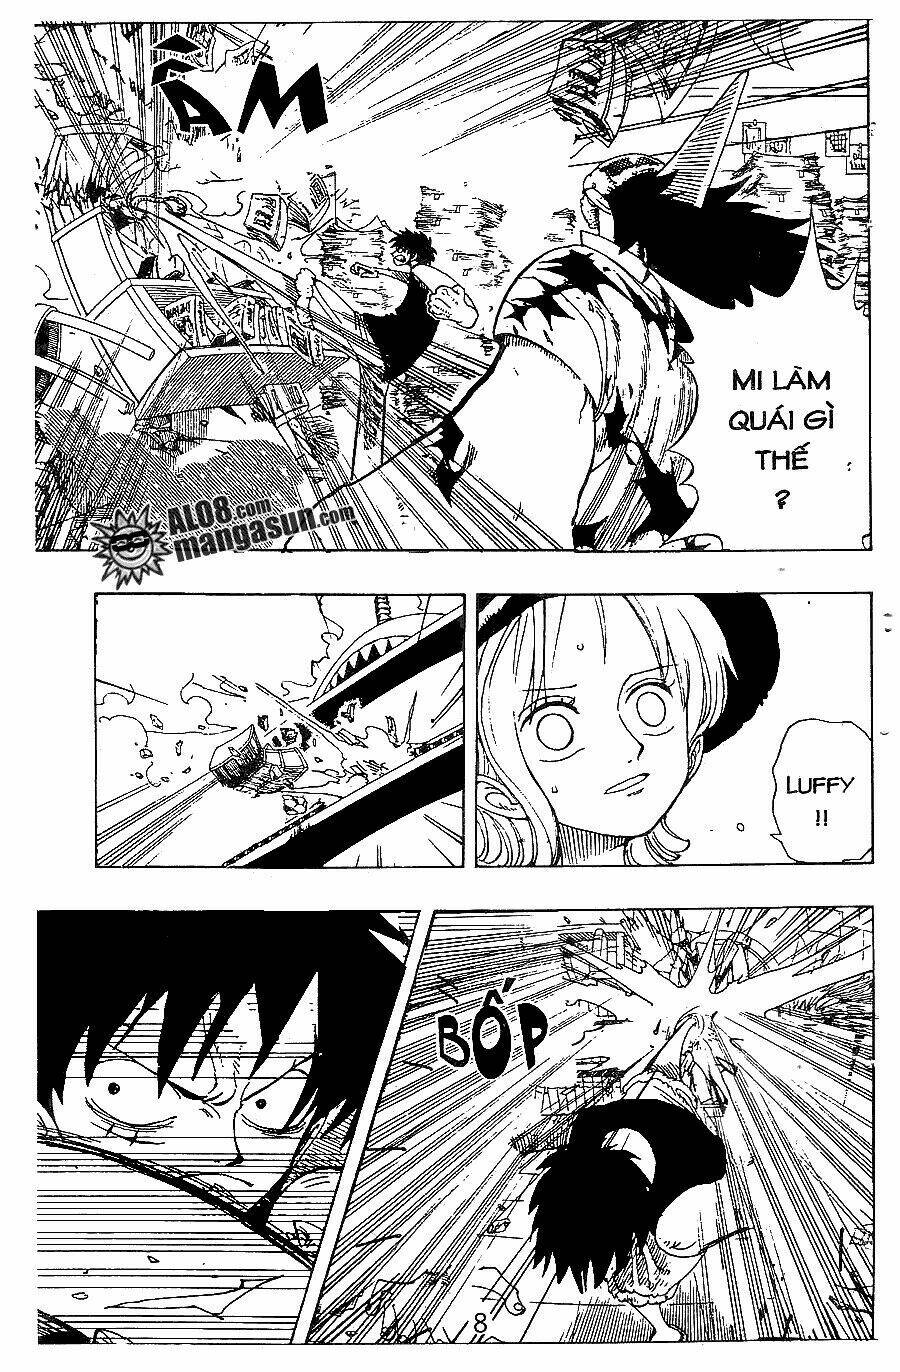 ẦM
MI LÀM
QUÁI GÌ
THẾ
?
AL08.com
mangasun.com
LUFFY
!!
BỐP
8